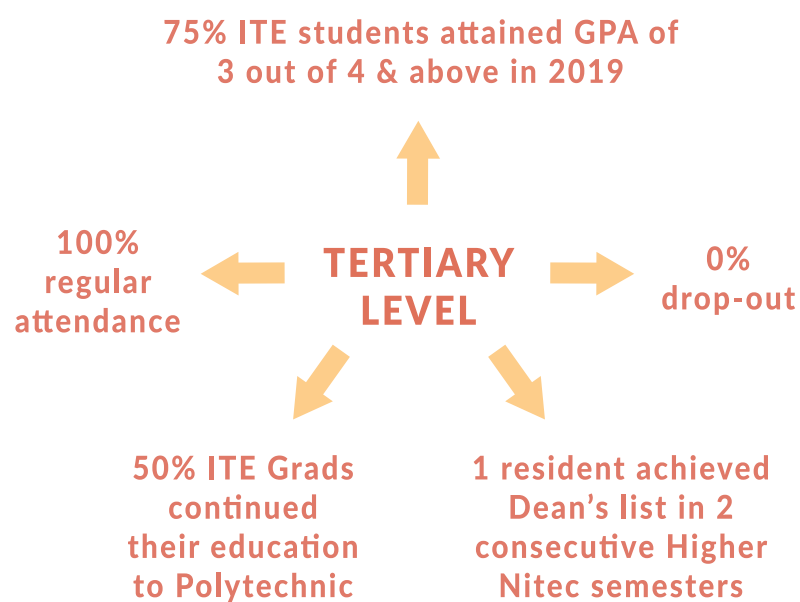 75% ITE students attained GPA of
3 out of 4 & above in 2019
100%
regular
attendance
TERTIARY
LEVEL
0%
drop-out
50% ITE Grads
continued
their education
to Polytechnic
1 resident achieved
Dean’s list in 2
consecutive Higher
Nitec semesters